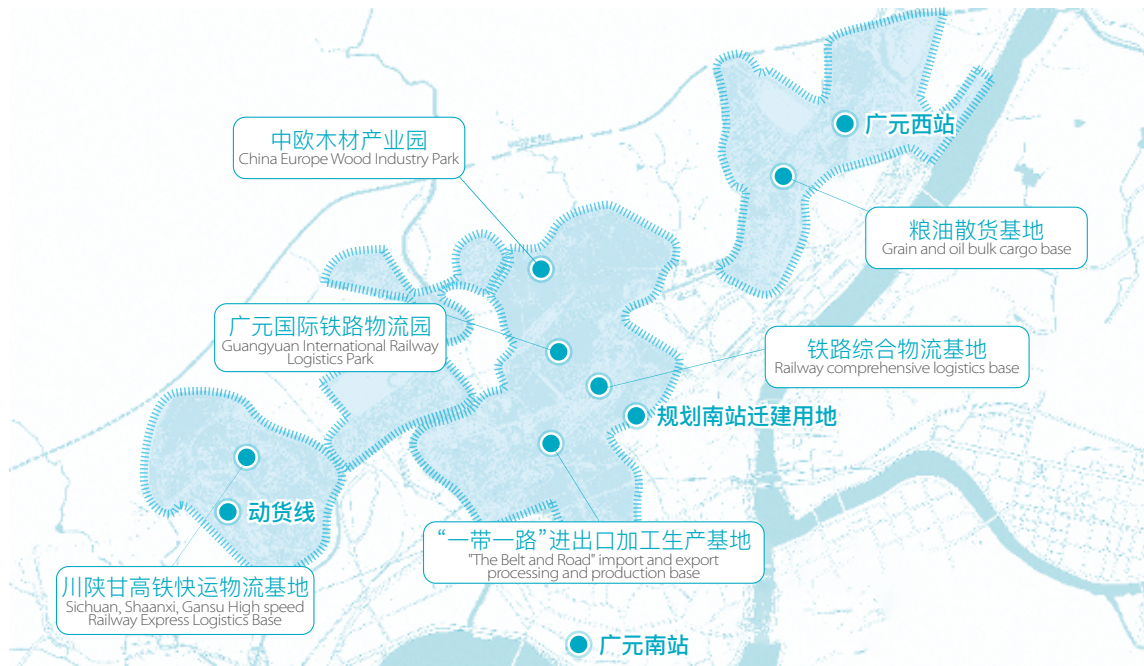 广元西站
中欧木材产业园
China Europe Wood Industry Park
粮油散货基地
Grain and oil bulk cargo base
广元国际铁路物流园
Guangyuan International Railway
Logistics Park
铁路综合物流基地
Railway comprehensive logistics base
规划南站迁建用地
动货线
“一带一路”进出口加工生产基地
"The Belt and Road" import and export
processing and production base
川陕甘高铁快运物流基地
Sichuan, Shaanxi, Gansu High speed
Railway Express Logistics Base
广元南站